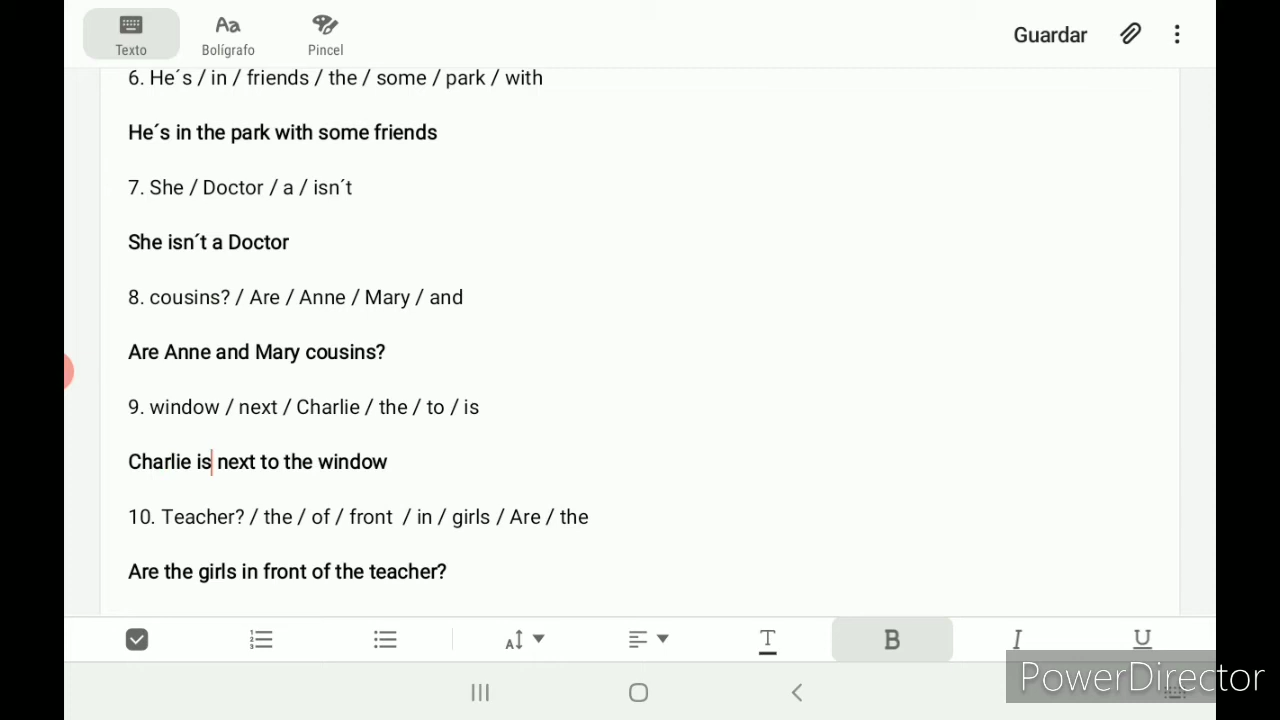 Texto
Aa
Bolígrafo
Pincel
Guardar
6. He´s / in / friends / the / some / park / with
He´s in the park with some friends
7. She / Doctor / a / isn´t
She isn´t a Doctor
8. cousins? / Are / Anne / Mary / and
Are Anne and Mary cousins?
9. window / next / Charlie / the / to / is
Charlie is next to the window
10. Teacher? / the / of / front / in / girls / Are / the
Are the girls in front of the teacher?
A T B I U
PowerDirector